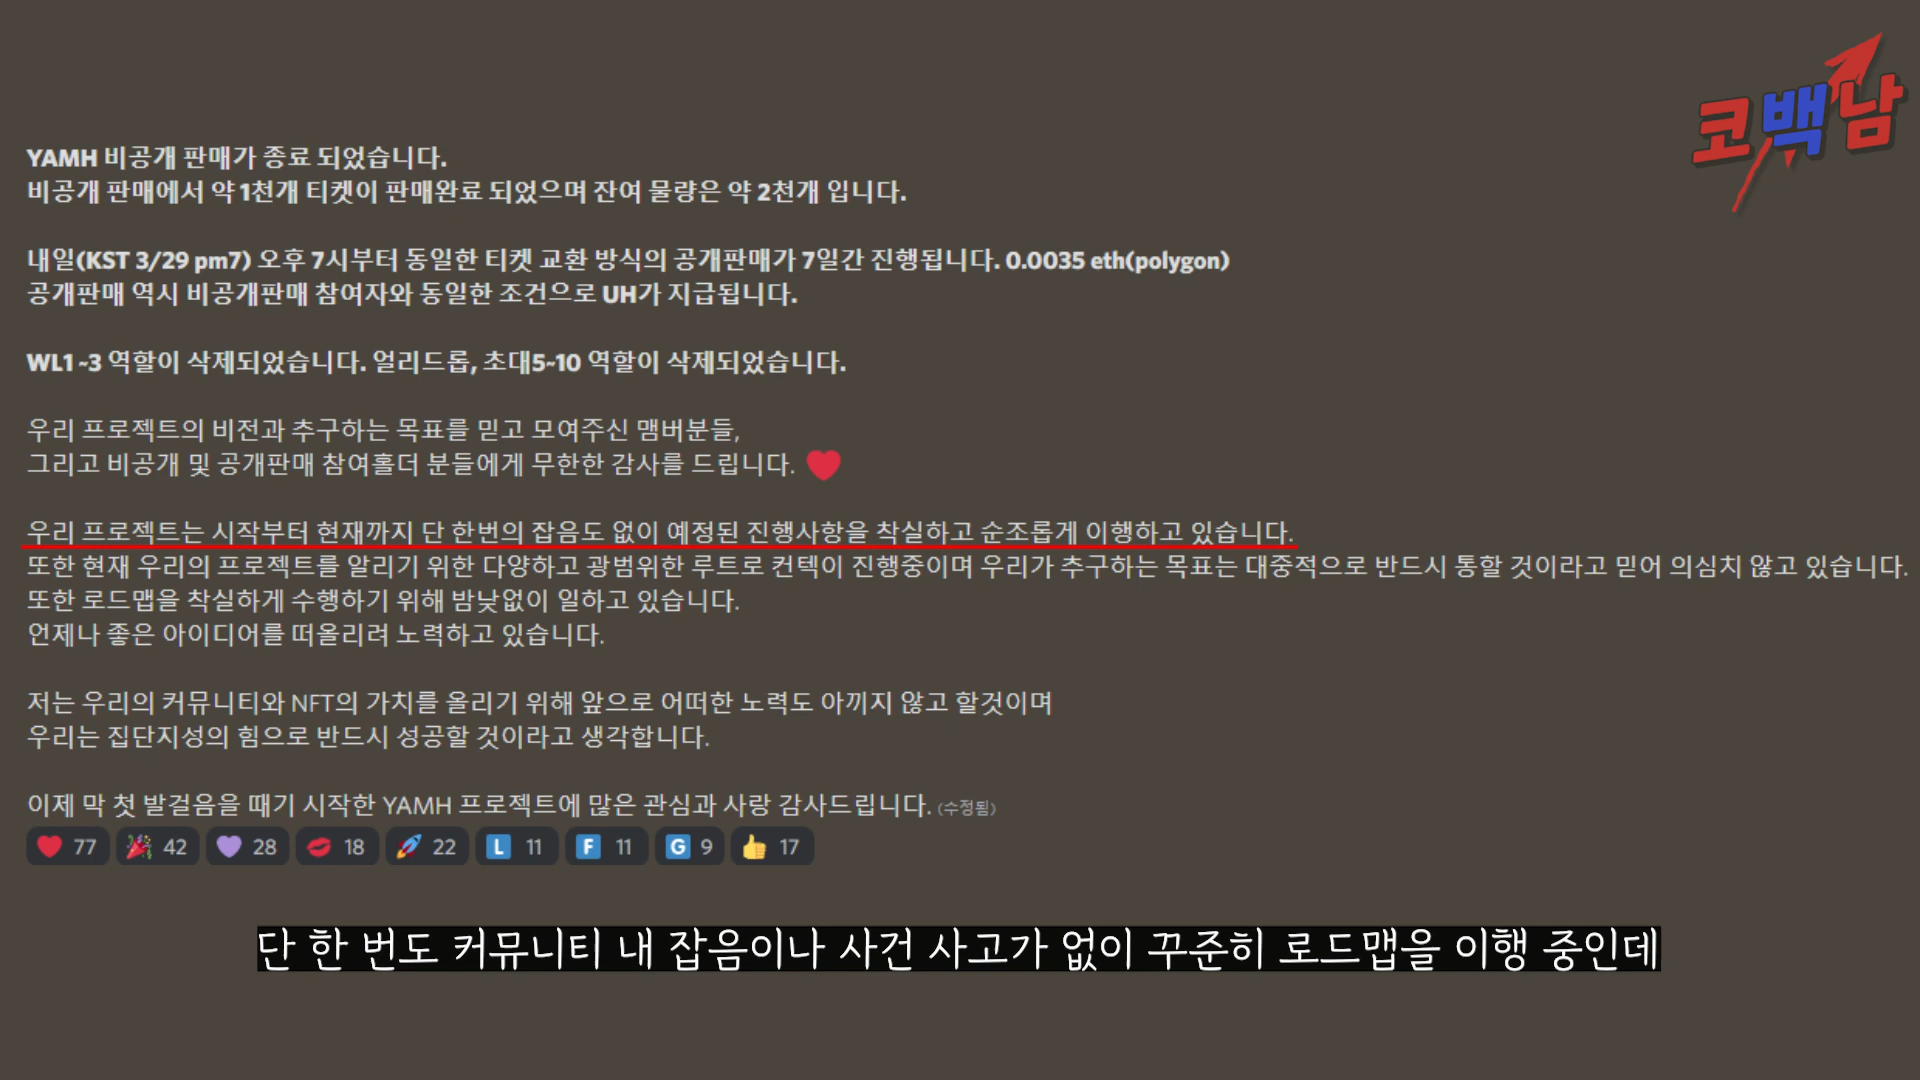 코백남
YAMH 비공개 판매가 종료 되었습니다.
비공개 판매에서 약 1천개 티켓이 판매완료 되었으며 잔여 물량은 약 2천개 입니다.
내일(KST 3/29 pm7) 오후 7시부터 동일한 티켓 교환 방식의 공개판매가 7일간 진행됩니다. 0.0035 eth(polygon)
공개판매 역시 비공개판매 참여자와 동일한 조건으로 UH가 지급됩니다.
WL1 ~3 역할이 삭제되었습니다. 얼리드롭, 초대5~10 역할이 삭제되었습니다.
우리 프로젝트의 비전과 추구하는 목표를 믿고 모여주신 맴버분들,
그리고 비공개 및 공개판매 참여홀더 분들에게 무한한 감사를 드립니다. ❤️
우리 프로젝트는 시작부터 현재까지 단 한번의 잡음도 없이 예정된 진행사항을 착실하고 순조롭게 이행하고 있습니다.
또한 현재 우리의 프로젝트를 알리기 위한 다양하고 광범위한 루트로 컨텍이 진행중이며 우리가 추구하는 목표는 대중적으로 반드시 통할 것이라고 믿어 의심치 않고 있습니다.
또한 로드맵을 착실하게 수행하기 위해 밤낮없이 일하고 있습니다.
언제나 좋은 아이디어를 떠올리려 노력하고 있습니다.
저는 우리의 커뮤니티와 NFT의 가치를 올리기 위해 앞으로 어떠한 노력도 아끼지 않고 할것이며
우리는 집단지성의 힘으로 반드시 성공할 것이라고 생각합니다.
이제 막 첫 발걸음을 때기 시작한 YAMH 프로젝트에 많은 관심과 사랑 감사드립니다. (수정됨)
❤️ 77 🎉 42 💜 28 💋 18 🚀 22 L 11 F 11 G 9 👍 17
단 한 번도 커뮤니티 내 잡음이나 사건 사고가 없이 꾸준히 로드맵을 이행 중인데